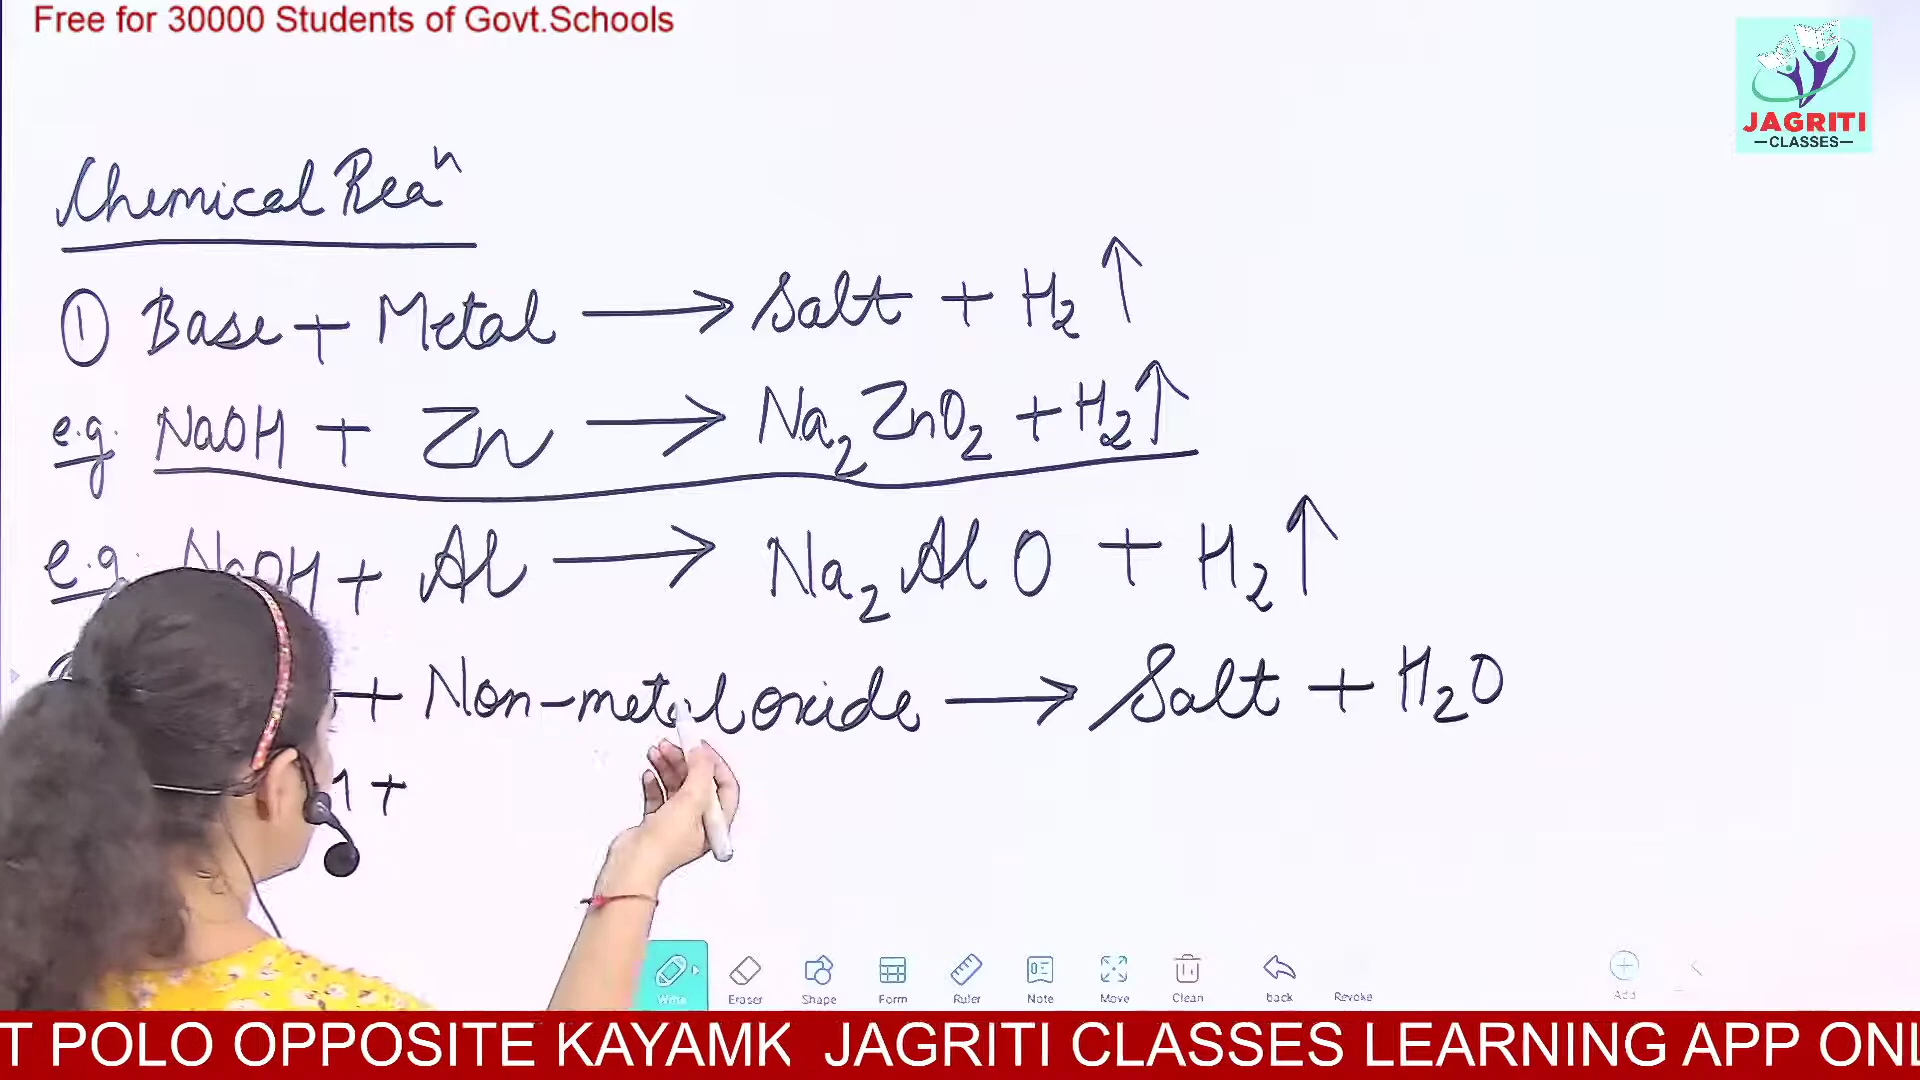 Free for 30000 Students of Govt.Schools
JAGRITI
CLASSES
Chemical Reaⁿ
① Base + Metal ⟶ Salt + H₂ ↑
e.g. NaOH + Zn ⟶ Na₂ZnO₂ + H₂↑
e.g. NaOH + Al ⟶ Na₂AlO + H₂↑
+ Non-metal oxide ⟶ Salt + H₂O
+
Write Eraser Shape Form Ruler Note Move Clean back Revoke Add
T POLO OPPOSITE KAYAMK JAGRITI CLASSES LEARNING APP ONL